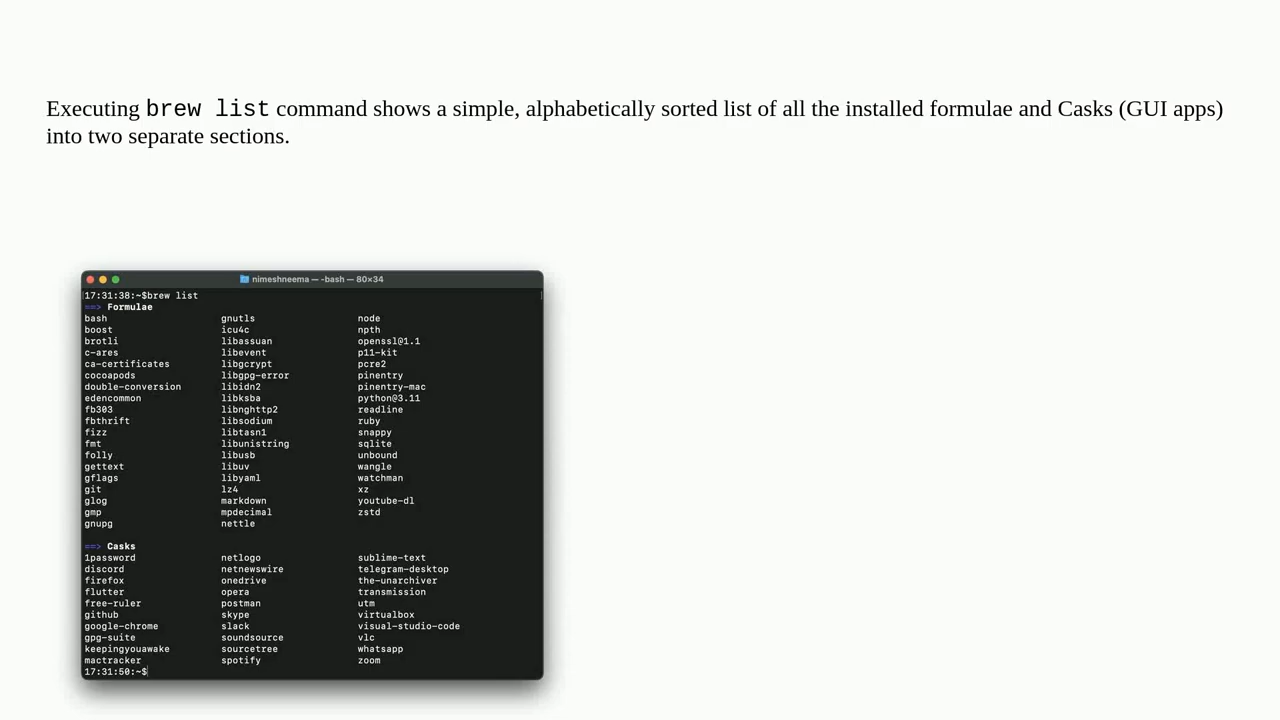 Executing brew list command shows a simple, alphabetically sorted list of all the installed formulae and Casks (GUI apps)
into two separate sections.
nimeshneema — -bash — 80×34
[17:31:38:~$brew list
==> Formulae
bash gnutls node
boost icu4c npth
brotli libassuan openssl@1.1
c-ares libevent p11-kit
ca-certificates libgcrypt pcre2
cocoapods libgpg-error pinentry
double-conversion libidn2 pinentry-mac
edencommon libksba python@3.11
fb303 libnghttp2 readline
fbthrift libsodium ruby
fizz libtasn1 snappy
fmt libunistring sqlite
folly libusb unbound
gettext libuv wangle
gflags libyaml watchman
git lz4 xz
glog markdown youtube-dl
gmp mpdecimal zstd
gnupg nettle
==> Casks
1password netlogo sublime-text
discord netnewswire telegram-desktop
firefox onedrive the-unarchiver
flutter opera transmission
free-ruler postman utm
github skype virtualbox
google-chrome slack visual-studio-code
gpg-suite soundsource vlc
keepingyouawake sourcetree whatsapp
mactracker spotify zoom
17:31:50:~$